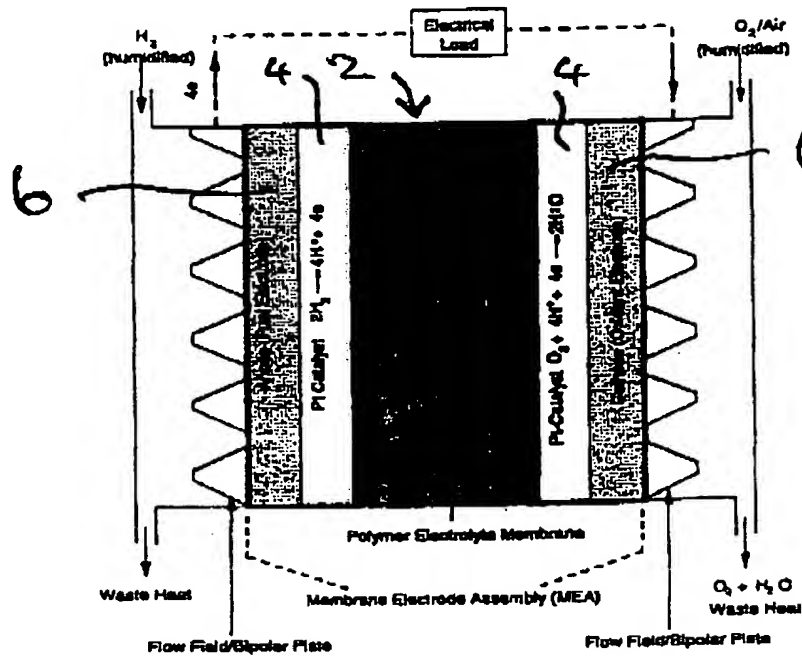 Electrical
Load
H₂
(humidified)
O₂/Air
(humidified)
4e
4 2 4
6
6
Pt Catalyst 2H₂ → 4H⁺ + 4e
Pt-Catalyst O₂ + 4H⁺ + 4e → 2H₂O
Polymer Electrolyte Membrane
Waste Heat
Membrane Electrode Assembly (MEA)
O₂ + H₂O
Waste Heat
Flow Field/Bipolar Plate
Flow Field/Bipolar Plate